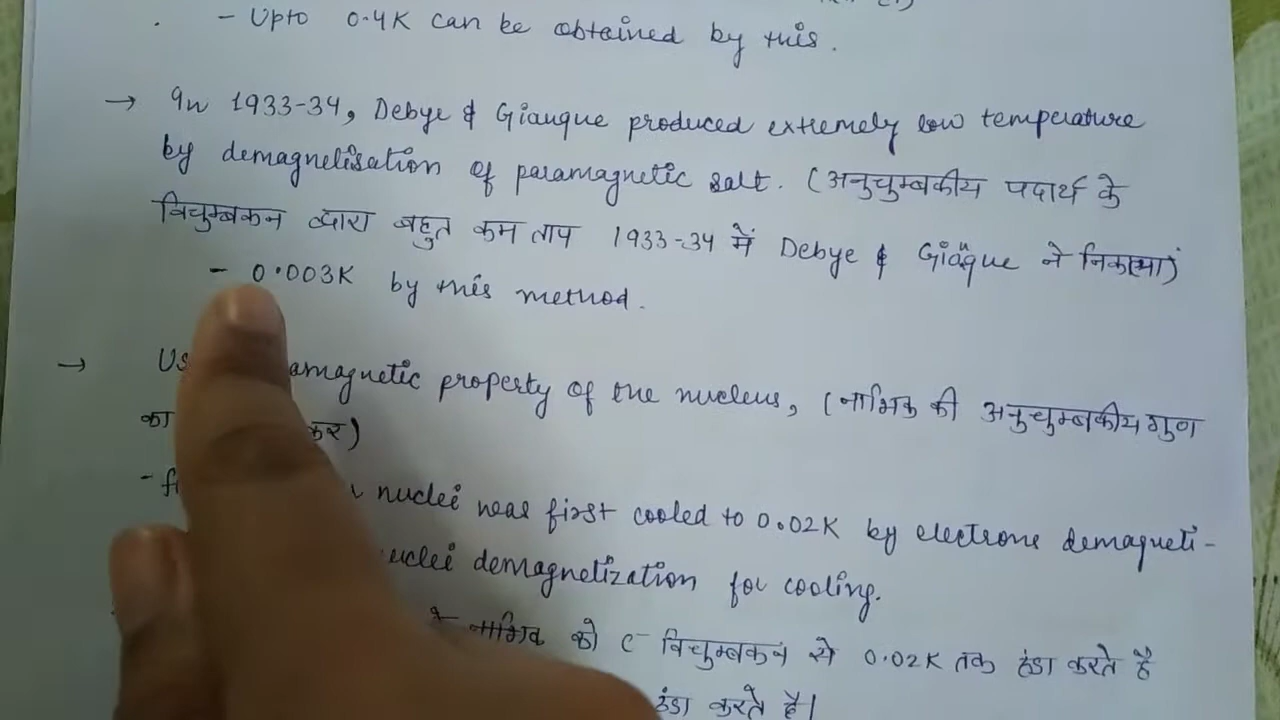 - Upto 0.4K can be obtained by this.
→ In 1933-34, Debye & Giauque produced extremely low temperature
by demagnetisation of paramagnetic salt. (अनुचुम्बकीय पदार्थ के
विचुम्बकन द्वारा बहुत कम ताप 1933-34 में Debye & Giauque ने निकाला)
- 0.003K by this method.
→ Us amagnetic property of the nucleus, (नाभिक की अनुचुम्बकीय गुण
का कर)
- nuclei was first cooled to 0.02K by electrons demagneti-
nuclei demagnetization for cooling.
नाभिक को e⁻ विचुम्बकन से 0.02K तक ठंडा करते है
ठंडा करते है।